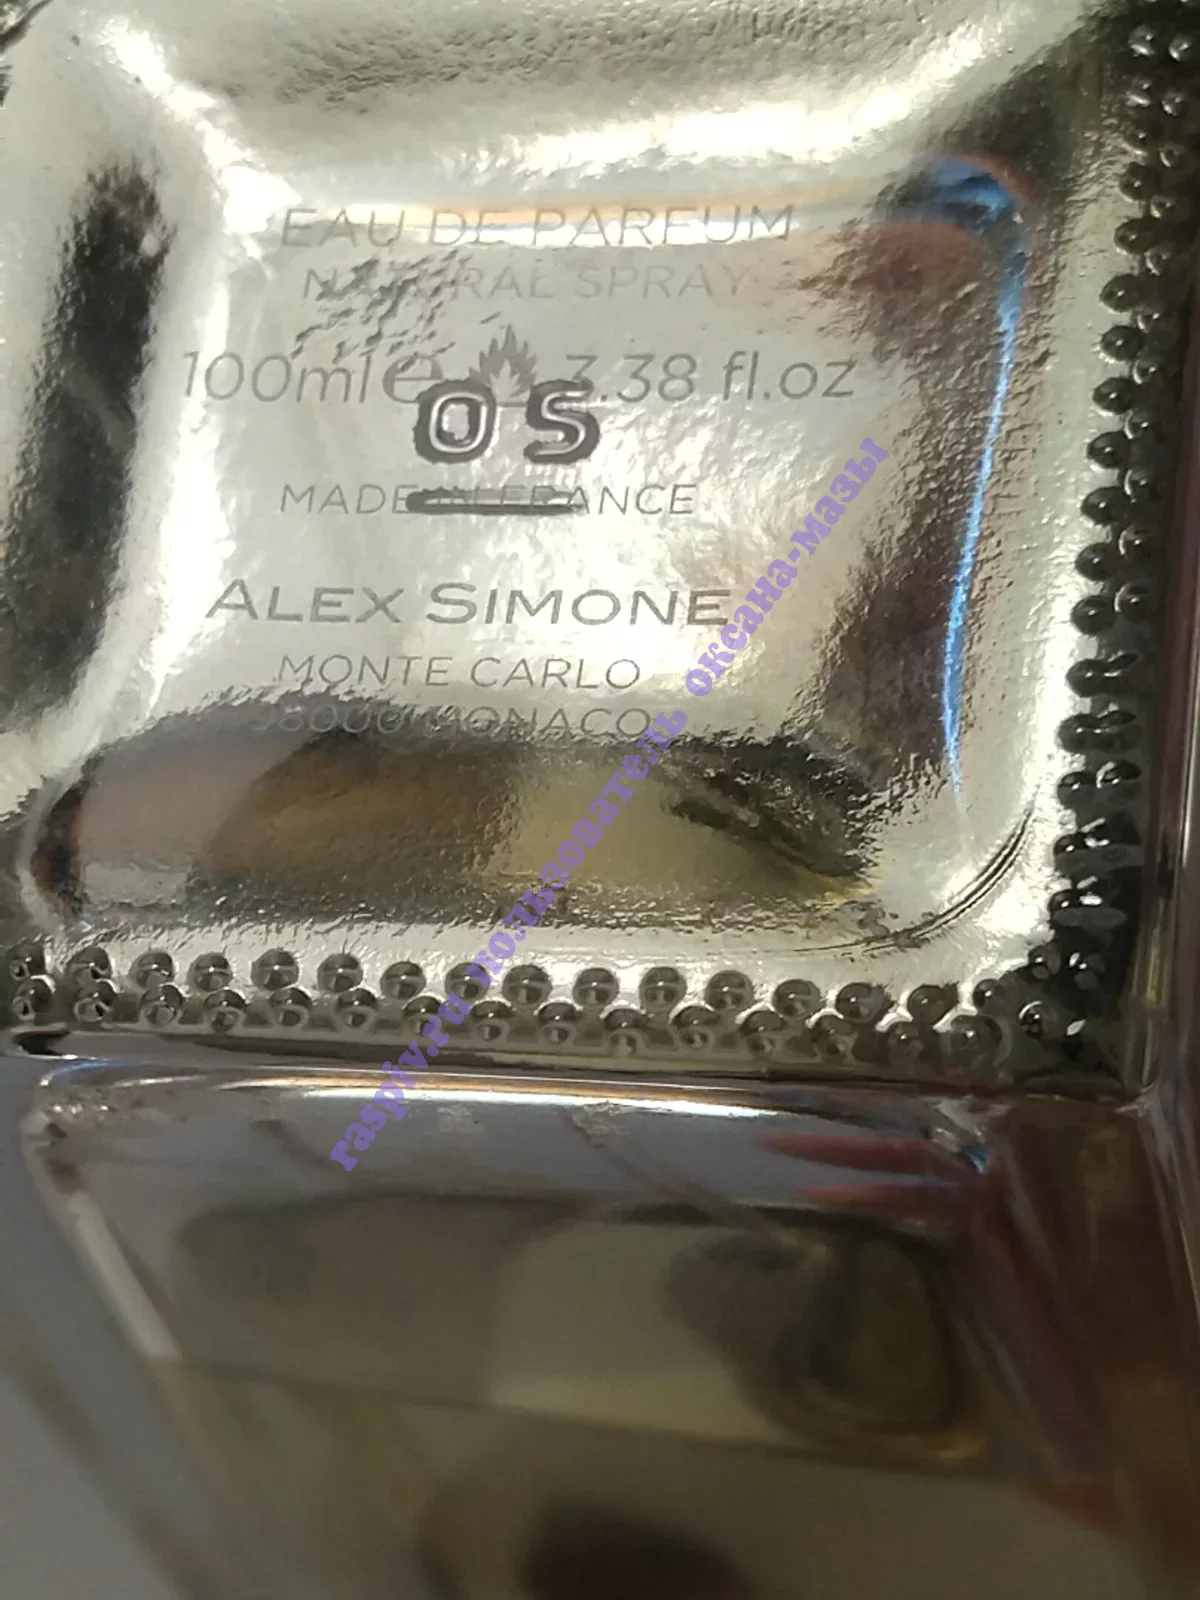 EAU DE PARFUM
NATURAL SPRAY
100ml e 3.38 fl.oz
OS
MADE IN FRANCE
ALEX SIMONE
MONTE CARLO
98000 MONACO
raspiv.ru пользователь оксана-мазы